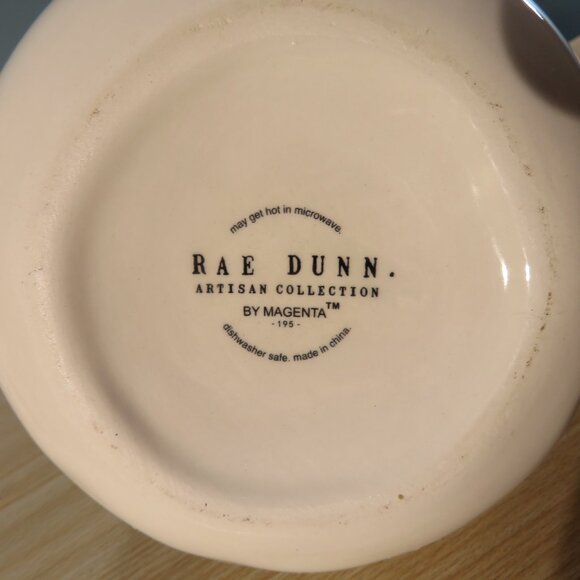 may get hot in microwave.
RAE DUNN.
ARTISAN COLLECTION
BY MAGENTA™
- 195 -
dishwasher safe. made in china.